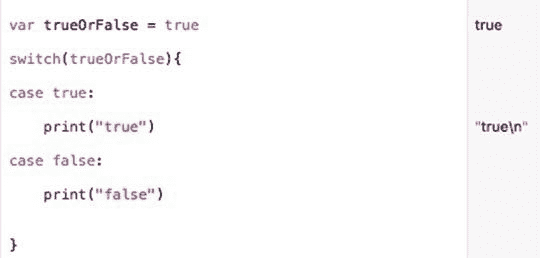 var trueOrFalse = true true
switch(trueOrFalse){
case true:
print("true") "true\n"
case false:
print("false")
}